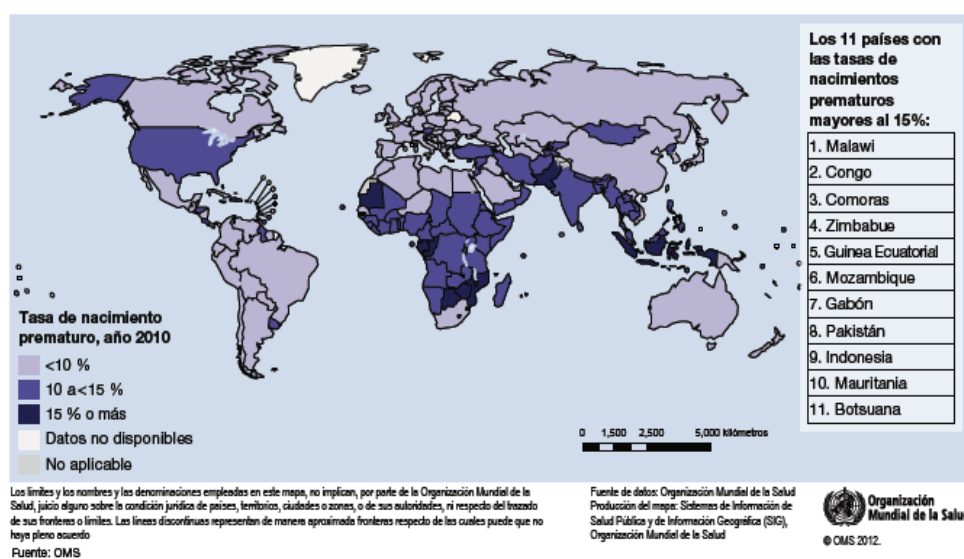 Los 11 países con
las tasas de
nacimientos
prematuros
mayores al 15%:
1. Malawi
2. Congo
3. Comoras
4. Zimbabue
5. Guinea Ecuatorial
6. Mozambique
7. Gabón
8. Pakistán
9. Indonesia
10. Mauritania
11. Botsuana
Tasa de nacimiento
prematuro, año 2010
<10 %
10 a<15 %
15 % o más
Datos no disponibles
No aplicable
0 1,500 2,500 5,000 kilómetros
Los límites y los nombres y las denominaciones empleadas en este mapa, no implican, por parte de la Organización Mundial de la
Salud, juicio alguno sobre la condición jurídica de países, territorios, ciudades o zonas, o de sus autoridades, ni respecto del trazado
de sus fronteras o límites. Las líneas discontinuas representan de manera aproximada fronteras respecto de las cuales puede que no
haya pleno acuerdo
Fuente: OMS
Fuente de datos: Organización Mundial de la Salud
Producción del mapa: Sistemas de Información de
Salud Pública y de Información Geográfica (SIG),
Organización Mundial de la Salud
Organización
Mundial de la Salu
© OMS 2012.